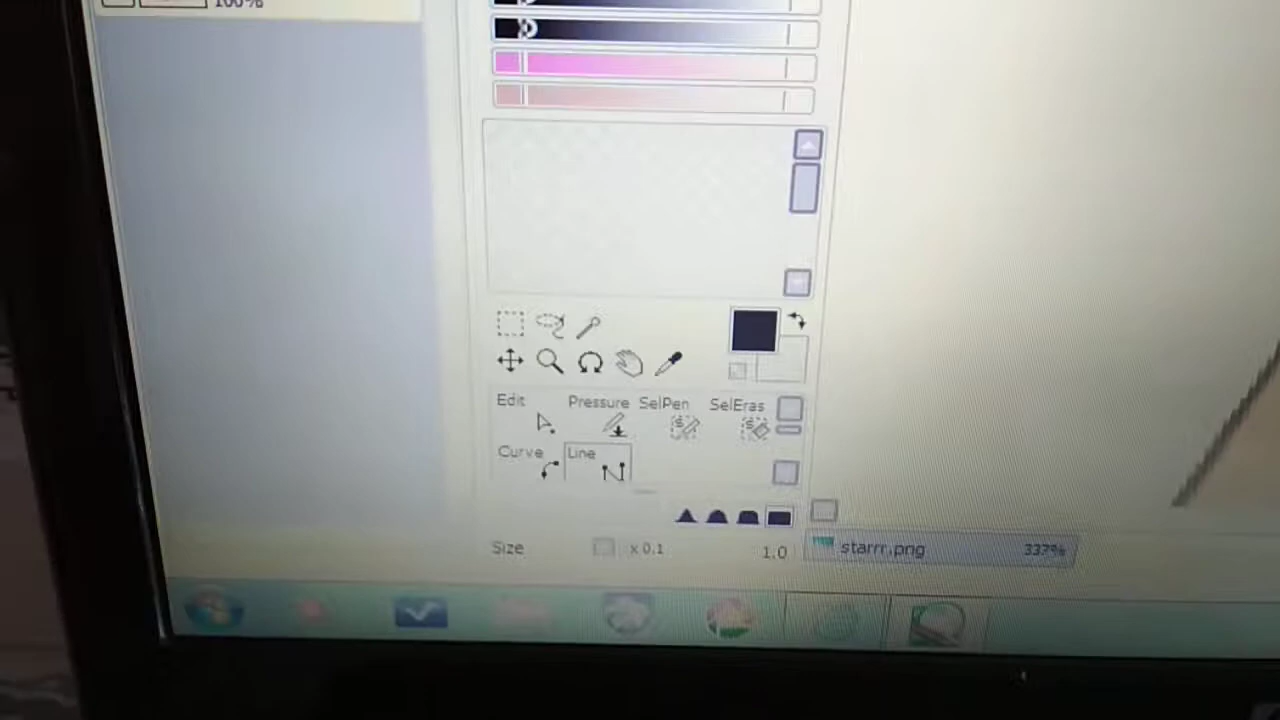 100%
Edit Pressure SelPen SelEras
Curve Line
Size x 0.1 1.0
starrr.png 337%